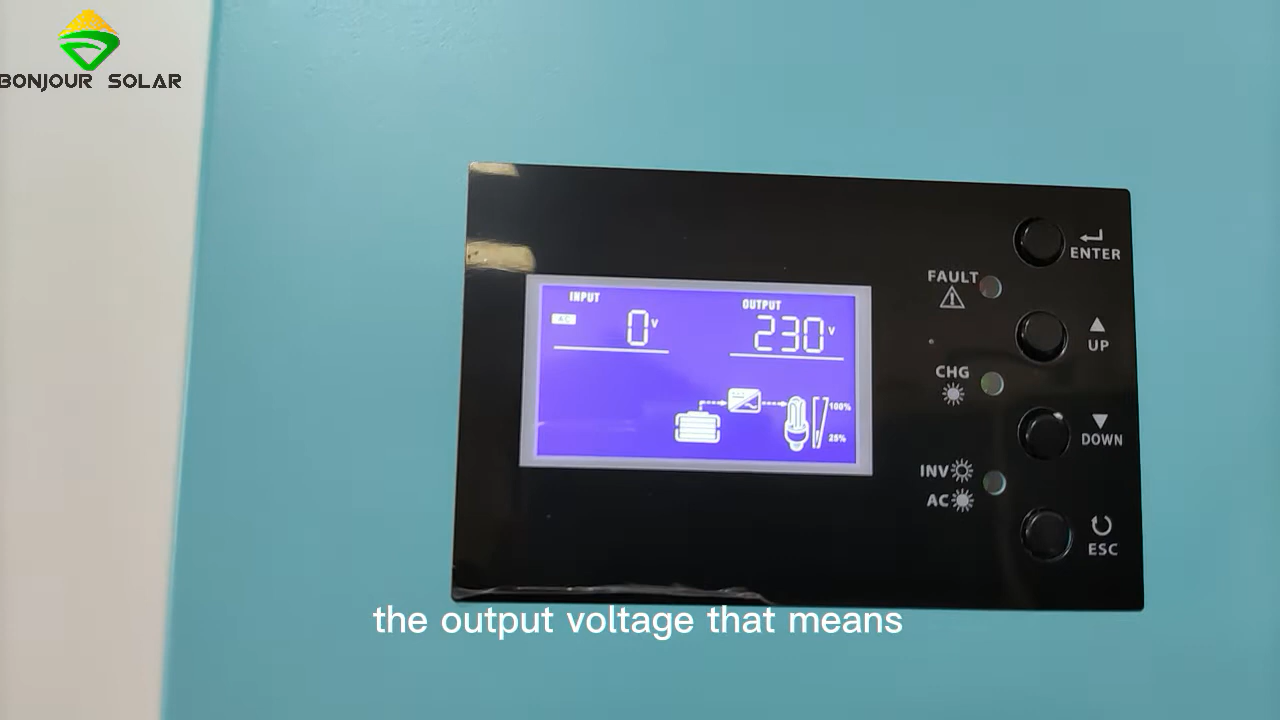 BONJOUR SOLAR
INPUT
AC
0V
OUTPUT
230V
100%
25%
FAULT
CHG
INV
AC
ENTER
UP
DOWN
ESC
the output voltage that means